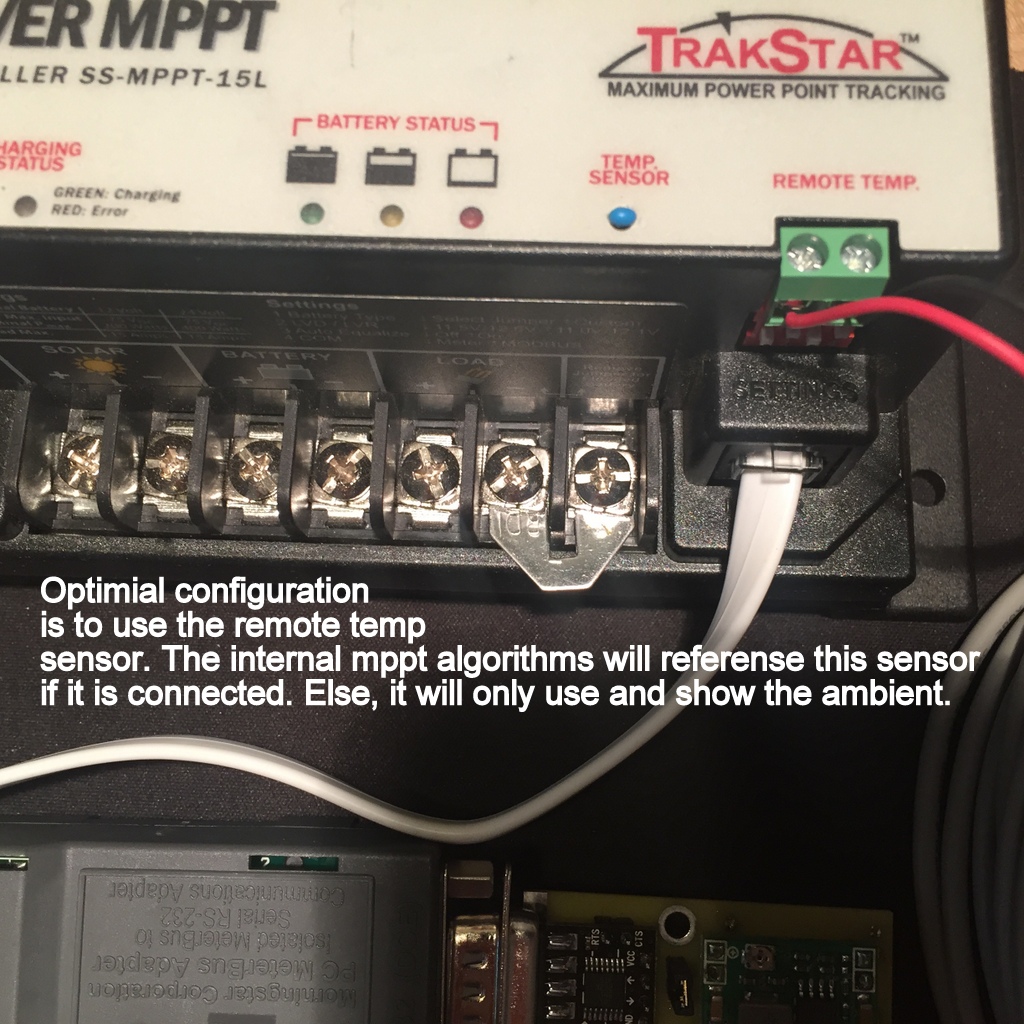 VER MPPT
LLER SS-MPPT-15L
TRAKSTAR™
MAXIMUM POWER POINT TRACKING
BATTERY STATUS
HARGING
STATUS
GREEN: Charging
RED: Error
TEMP.
SENSOR
REMOTE TEMP.
Settings
SOLAR
BATTERY
LOAD
+ - + - + -
SETTINGS
Optimial configuration
is to use the remote temp
sensor. The internal mppt algorithms will referense this sensor
if it is connected. Else, it will only use and show the ambient.
Morningstar Corporation
PC MeterBus Adapter
Isolated MeterBus to
Serial RS-232
Communications Adapter
RTS
CTS
VCC